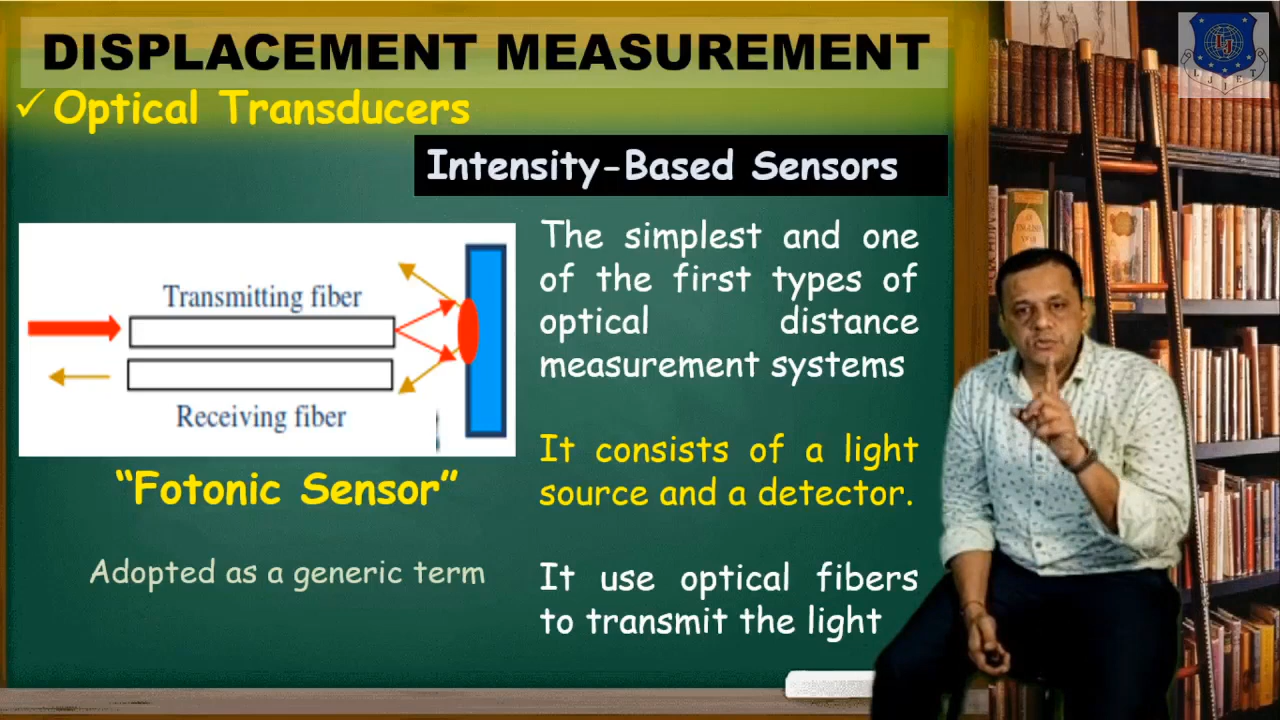 DISPLACEMENT MEASUREMENT
✓ Optical Transducers
Intensity-Based Sensors
Transmitting fiber
Receiving fiber
"Fotonic Sensor"
Adopted as a generic term
The simplest and one
of the first types of
optical distance
measurement systems
It consists of a light
source and a detector.
It use optical fibers
to transmit the light
LJIET